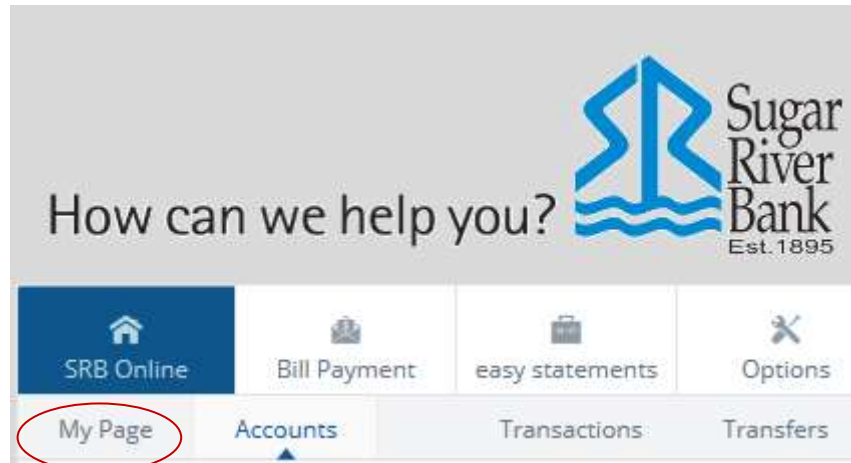 Sugar
River
Bank
Est.1895
How can we help you?
SRB Online Bill Payment easy statements Options
My Page Accounts Transactions Transfers